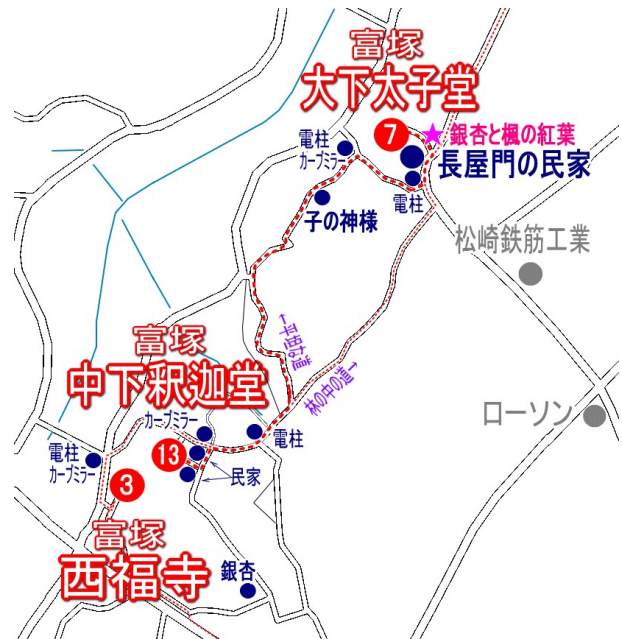 富塚
大下太子堂
7
銀杏と楓の紅葉
電柱
カーブミラー
長屋門の民家
電柱
子の神様
松崎鉄筋工業
←平坦な道
林の中の道→
富塚
中下釈迦堂
ローソン
カーブミラー
電柱
13
電柱
カーブミラー
民家
3
富塚
西福寺
銀杏